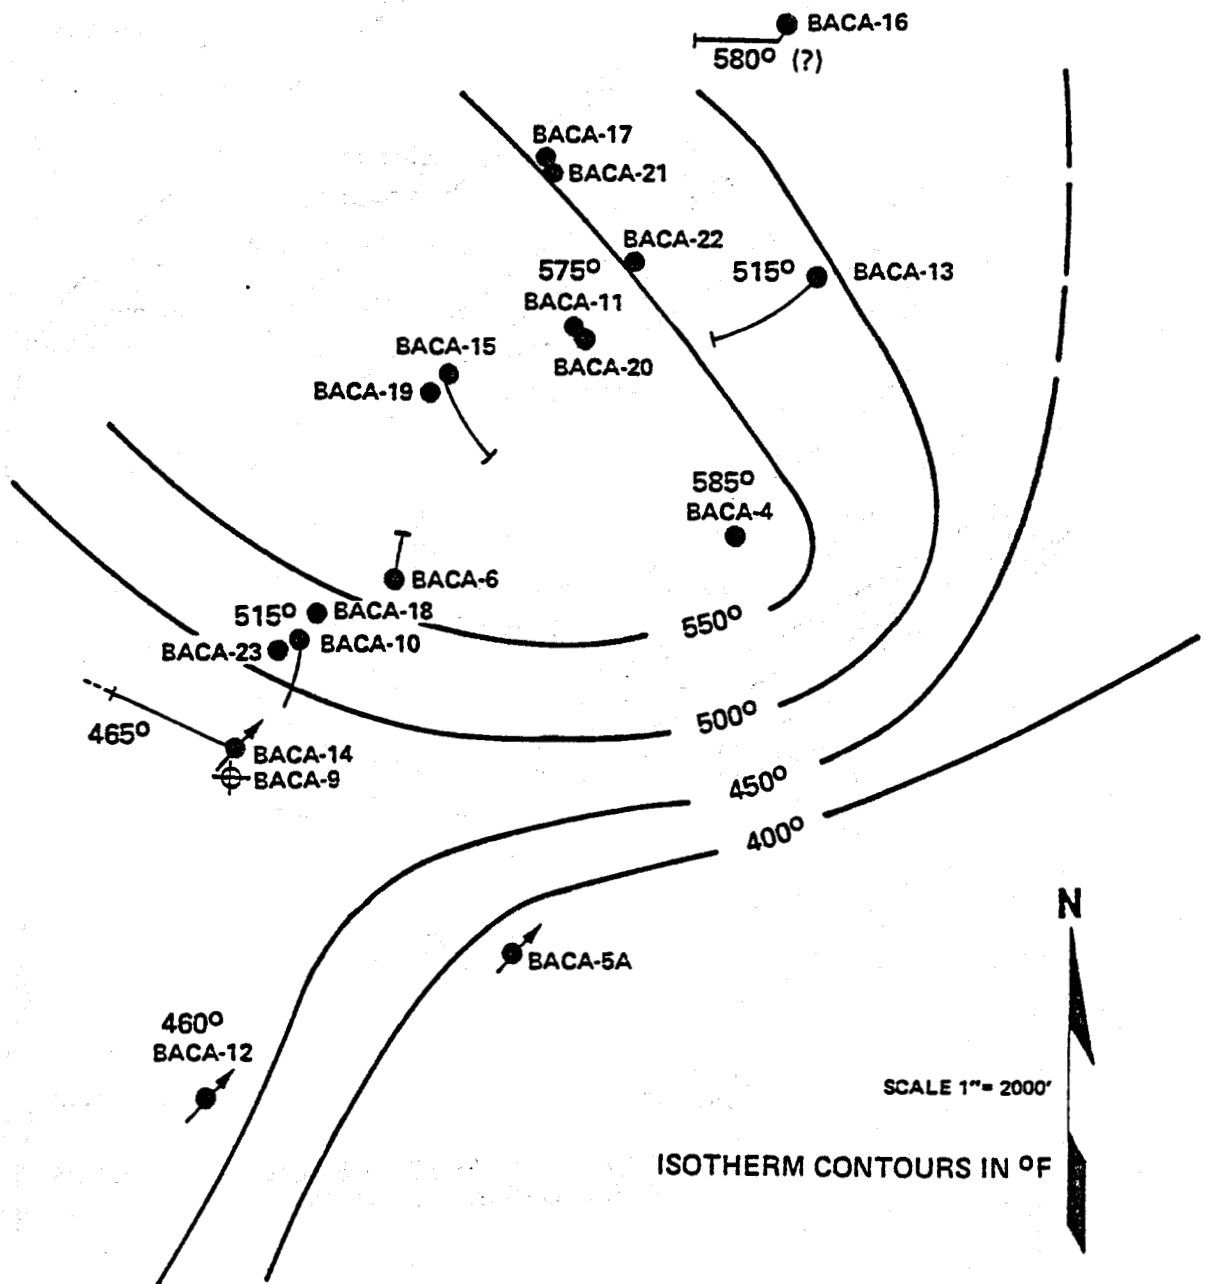 BACA-16
580° (?)
BACA-17
BACA-21
BACA-22
575°
BACA-11
515°
BACA-13
BACA-15
BACA-20
BACA-19
585°
BACA-4
BACA-6
515°
BACA-18
550°
BACA-23
BACA-10
465°
500°
BACA-14
BACA-9
450°
400°
N
BACA-5A
460°
BACA-12
SCALE 1"= 2000'
ISOTHERM CONTOURS IN °F